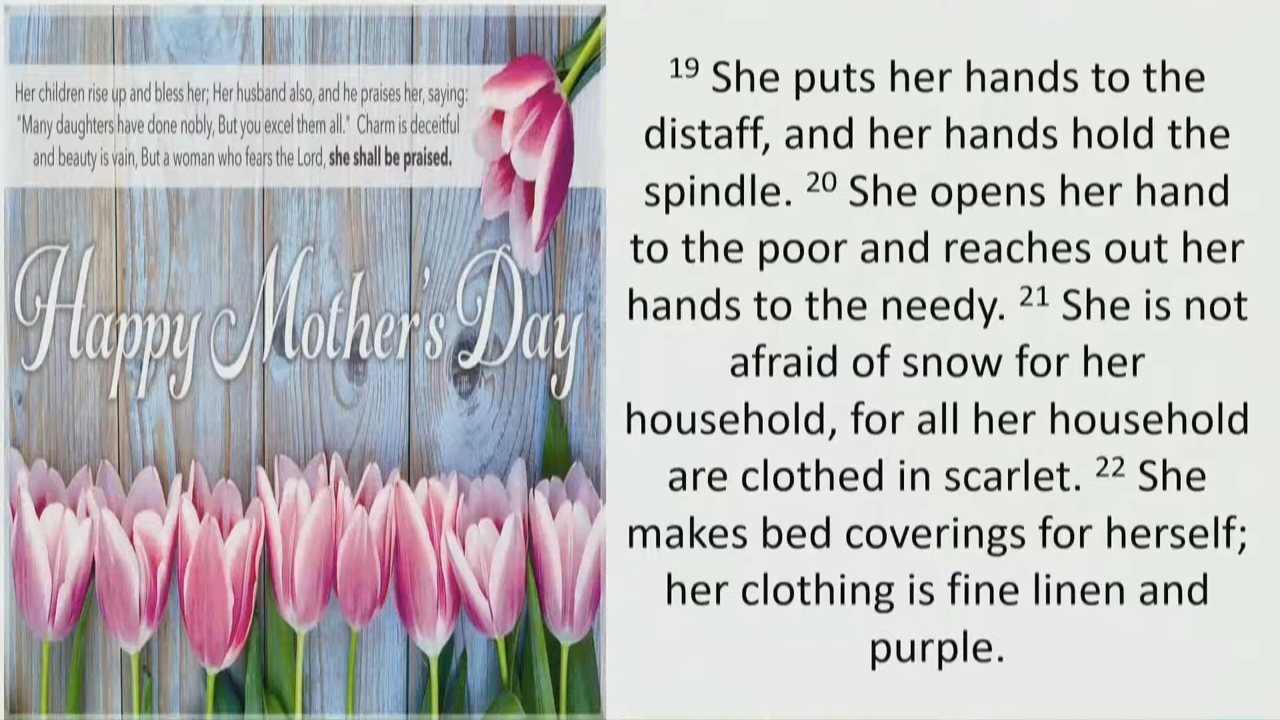 Her children rise up and bless her; Her husband also, and he praises her, saying:
"Many daughters have done nobly, But you excel them all." Charm is deceitful
and beauty is vain, But a woman who fears the Lord, she shall be praised.
Happy Mother's Day
19 She puts her hands to the
distaff, and her hands hold the
spindle. 20 She opens her hand
to the poor and reaches out her
hands to the needy. 21 She is not
afraid of snow for her
household, for all her household
are clothed in scarlet. 22 She
makes bed coverings for herself;
her clothing is fine linen and
purple.